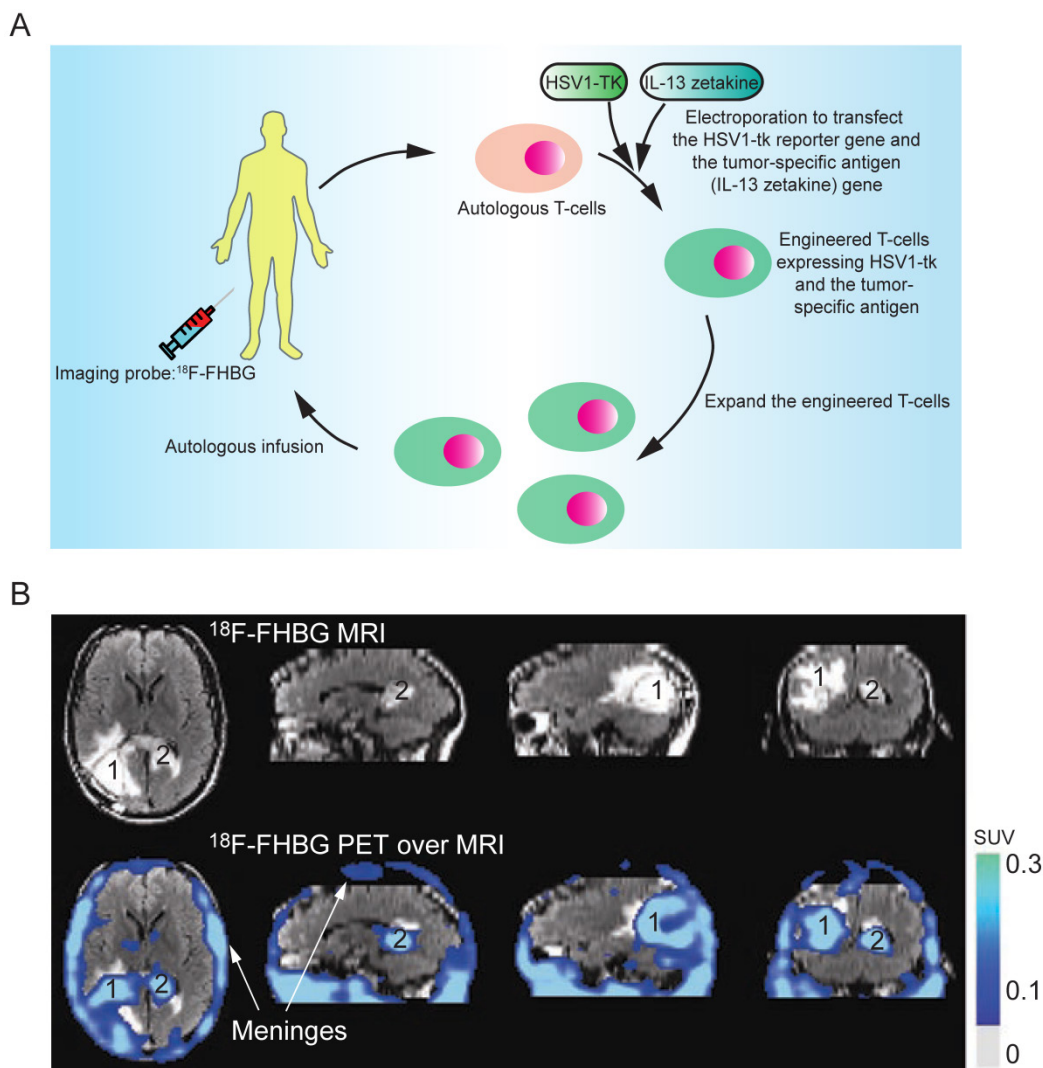 A
HSV1-TK
IL-13 zetakine
Electroporation to transfect
the HSV1-tk reporter gene and
the tumor-specific antigen
(IL-13 zetakine) gene
Autologous T-cells
Engineered T-cells
expressing HSV1-tk
and the tumor-
specific antigen
Imaging probe:¹⁸F-FHBG
Expand the engineered T-cells
Autologous infusion
B
¹⁸F-FHBG MRI
1
2
2
1
1
2
¹⁸F-FHBG PET over MRI
SUV
0.3
0.1
0
1
2
2
1
1
2
Meninges